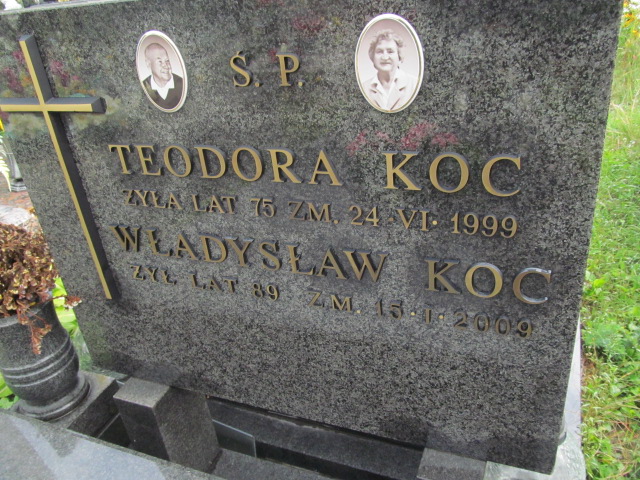 Ś. P.
TEODORA KOC
ŻYŁA LAT 75 ZM. 24·VI·1999
WŁADYSŁAW KOC
ŻYŁ LAT 89 ZM. 15·I·2009